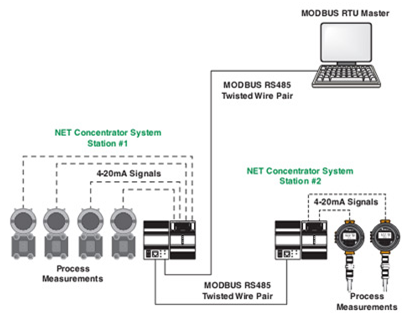 MODBUS RTU Master
MODBUS RS485
Twisted Wire Pair
NET Concentrator System
Station #1
4-20mA Signals
NET Concentrator System
Station #2
4-20mA Signals
Process
Measurements
MODBUS RS485
Twisted Wire Pair
Process
Measurements